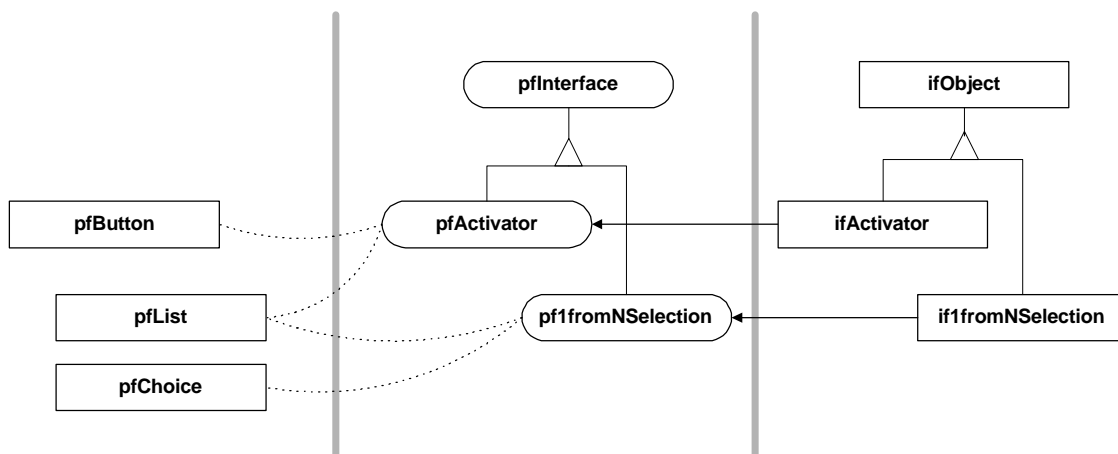 pfInterface
ifObject
pfButton
pfActivator
ifActivator
pfList
pf1fromNSelection
if1fromNSelection
pfChoice